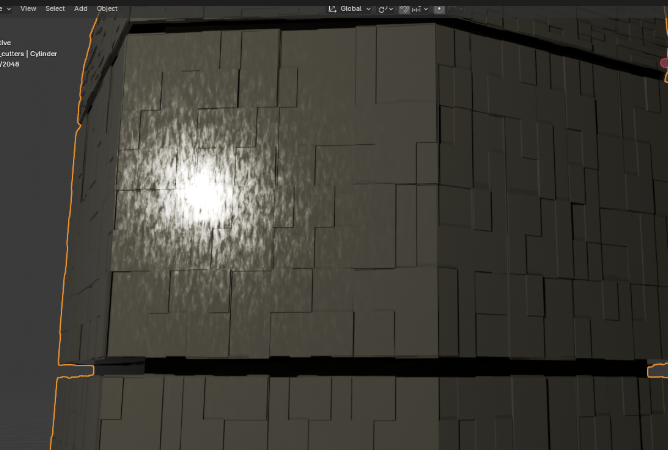 View Select Add Object Global
tive
_cutters | Cylinder
/2048